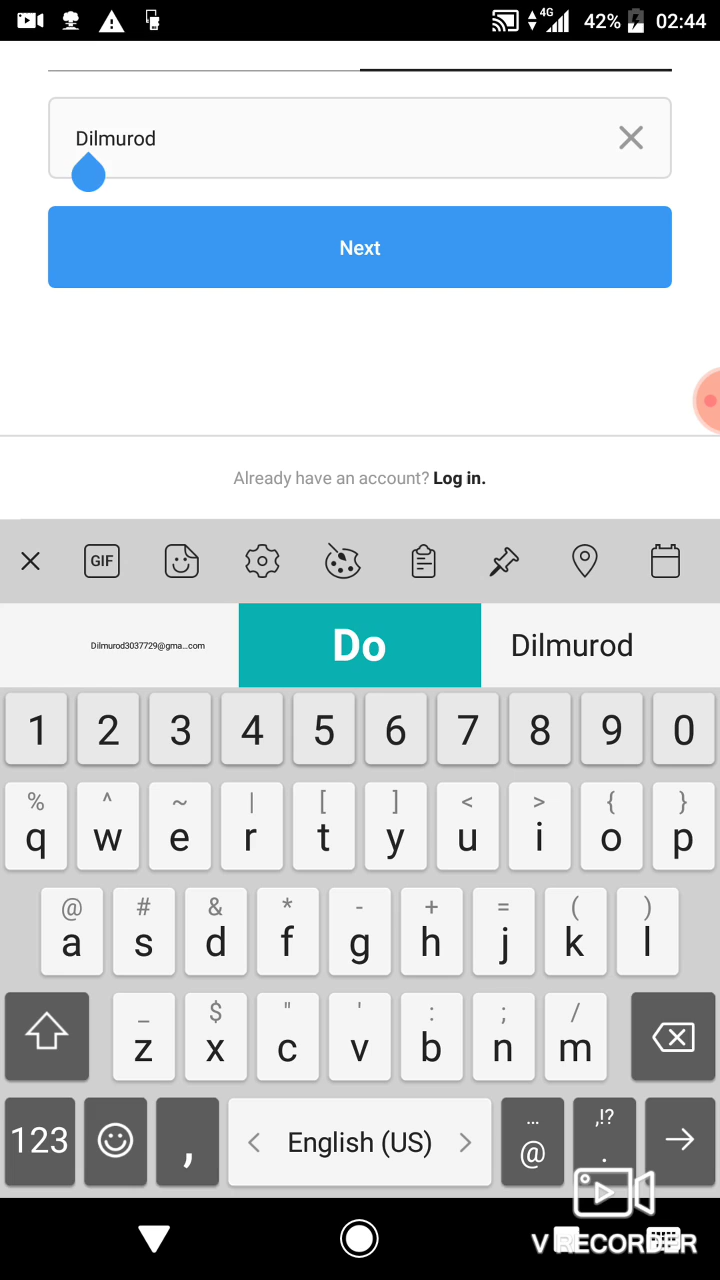 4G 42% 02:44
Dilmurod
Next
Already have an account? Log in.
GIF
Dilmurod3037729@gma...com Do Dilmurod
1 2 3 4 5 6 7 8 9 0
% ^ ~ | [ ] < > { }
q w e r t y u i o p
@ # & * - + = ( )
a s d f g h j k l
_ $ " ' : ; /
z x c v b n m
... ,!?
123 , English (US) @ .
V RECORDER